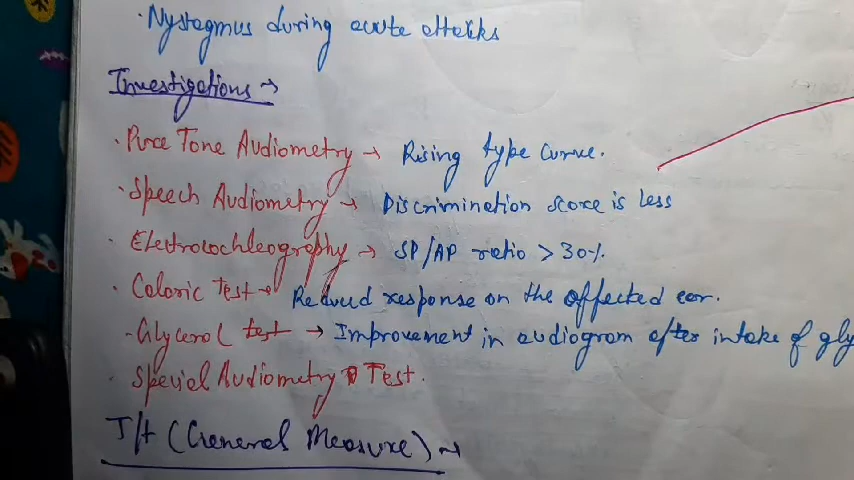 · Nystagmus during acute attacks
Investigations →
· Pure Tone Audiometry → Rising type curve.
· Speech Audiometry → Discrimination score is less
· Electrocochleography → SP/AP ratio > 30%.
· Caloric test → Reduced response on the affected ear.
- Glycerol test → Improvement in audiogram after intake of gly
· Special Audiometry Test.
T/t (General Measure) →